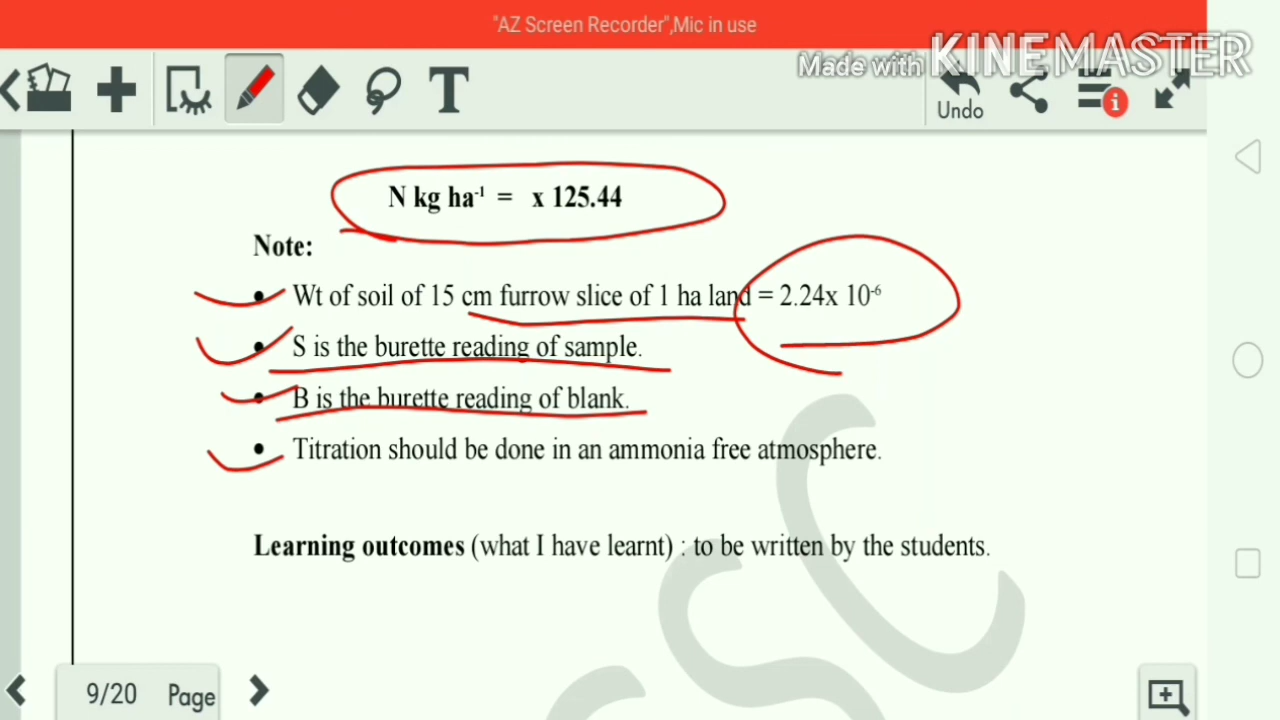 "AZ Screen Recorder",Mic in use
Made with KINEMASTER
T
Undo
N kg ha⁻¹ = x 125.44
Note:
• Wt of soil of 15 cm furrow slice of 1 ha land = 2.24x 10⁻⁶
• S is the burette reading of sample.
• B is the burette reading of blank.
• Titration should be done in an ammonia free atmosphere.
Learning outcomes (what I have learnt) : to be written by the students.
9/20 Page